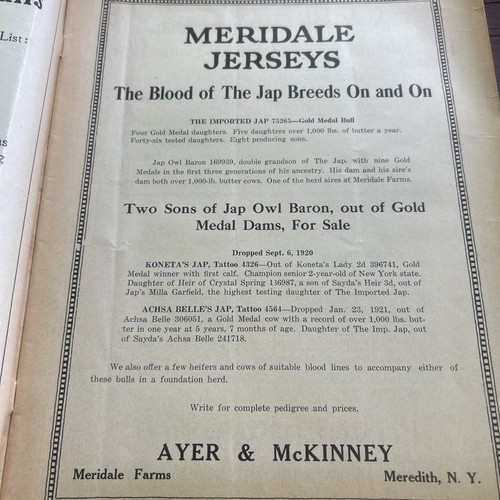 List:
MERIDALE
JERSEYS
The Blood of The Jap Breeds On and On
THE IMPORTED JAP 75265—Gold Medal Bull
Four Gold Medal daughters. Five daughters over 1,000 lbs. of butter a year.
Forty-six tested daughters. Eight producing sons.
Jap Owl Baron 169939, double grandson of The Jap. with nine Gold
Medals in the first three generations of his ancestry. His dam and his sire's
dam both over 1,000-lb. butter cows. One of the herd sires at Meridale Farms.
Two Sons of Jap Owl Baron, out of Gold
Medal Dams, For Sale
Dropped Sept. 6, 1920
KONETA'S JAP, Tattoo 4326—Out of Koneta's Lady 2d 396741, Gold
Medal winner with first calf. Champion senior 2-year-old of New York state.
Daughter of Heir of Crystal Spring 136987, a son of Sayda's Heir 3d, out of
Jap's Milla Garfield, the highest testing daughter of The Imported Jap.
ACHSA BELLE'S JAP, Tattoo 4564—Dropped Jan. 23, 1921, out of
Achsa Belle 306051, a Gold Medal cow with a record of over 1,000 lbs. but-
ter in one year at 5 years, 7 months of age. Daughter of The Imp. Jap, out
of Sayda's Achsa Belle 241718.
We also offer a few heifers and cows of suitable blood lines to accompany either of
these bulls in a foundation herd.
Write for complete pedigree and prices.
AYER & McKINNEY
Meridale Farms Meredith, N. Y.